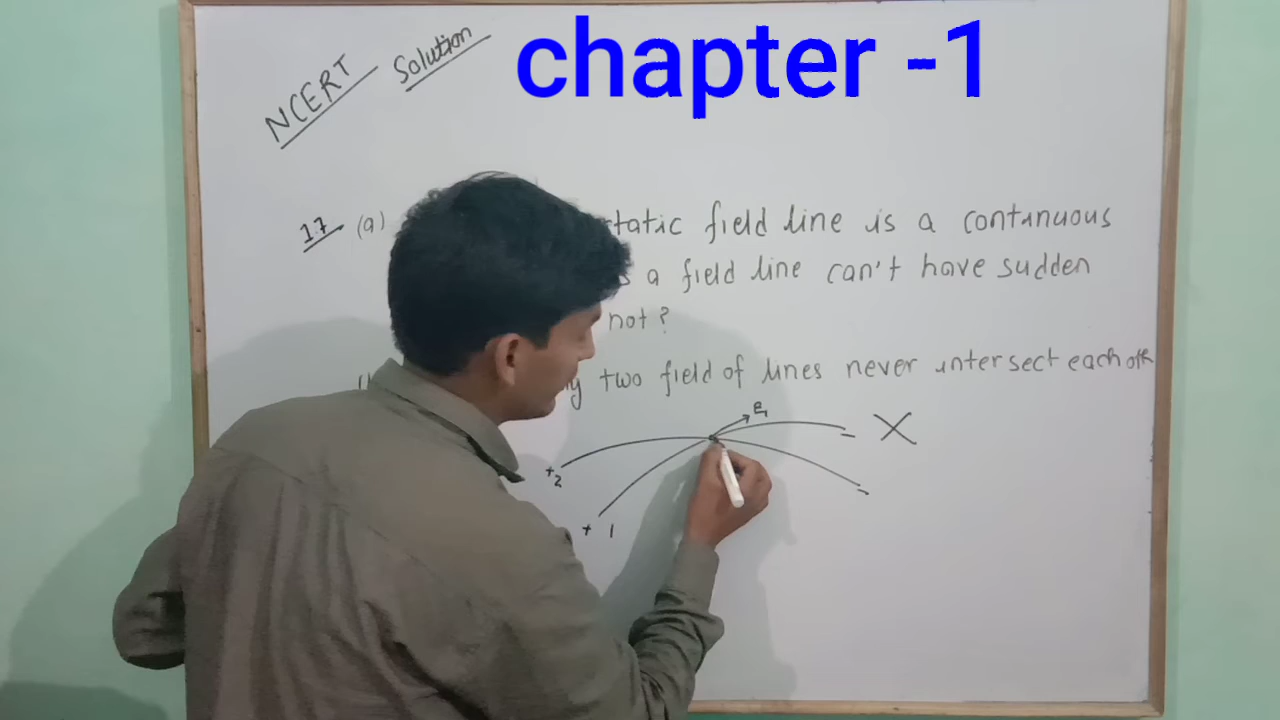 chapter -1
NCERT Solution
17 (a) static field line is a continuous
a field line can't have sudden
not ?
two field of lines never intersect each oth
E1
X
+ 2
+ 1